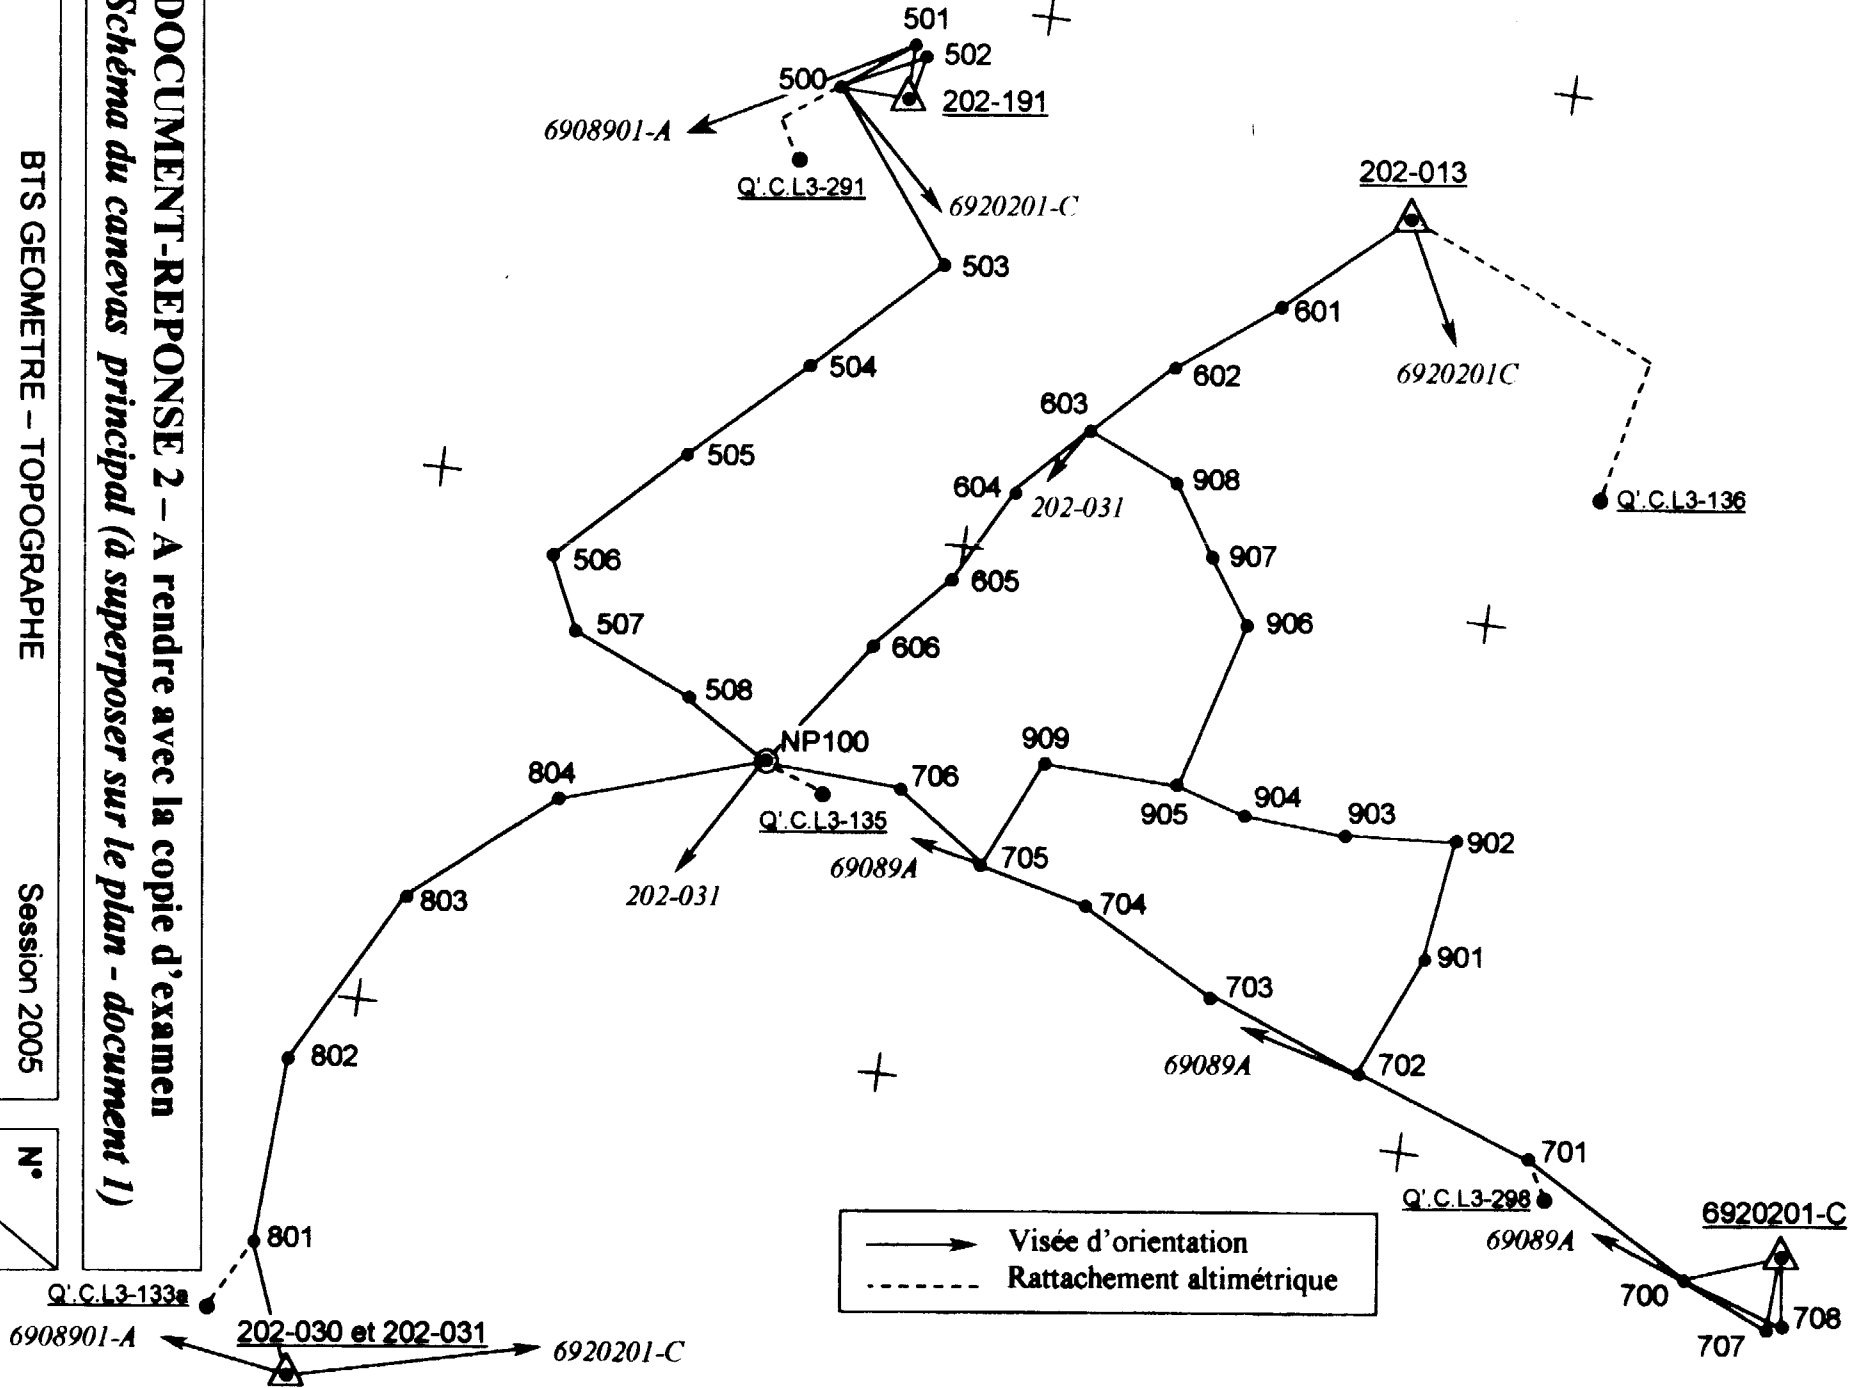 DOCUMENT-REPONSE 2 – A rendre avec la copie d'examen
Schéma du canevas principal (à superposer sur le plan - document 1)
BTS GEOMETRE – TOPOGRAPHE
Session 2005
N°
501
502
500
202-191
6908901-A
Q'.C.L3-291
6920201-C
202-013
503
601
504
602
6920201C
603
505
908
604
202-031
Q'.C.L3-136
506
907
605
507
906
606
508
NP100
909
804
706
904
905
903
Q'.C.L3-135
902
69089A
705
202-031
803
704
901
703
802
69089A
702
701
Q'.C.L3-298
6920201-C
801
69089A
Visée d'orientation
Rattachement altimétrique
Q'.C.L3-133a
700
708
707
6908901-A
202-030 et 202-031
6920201-C